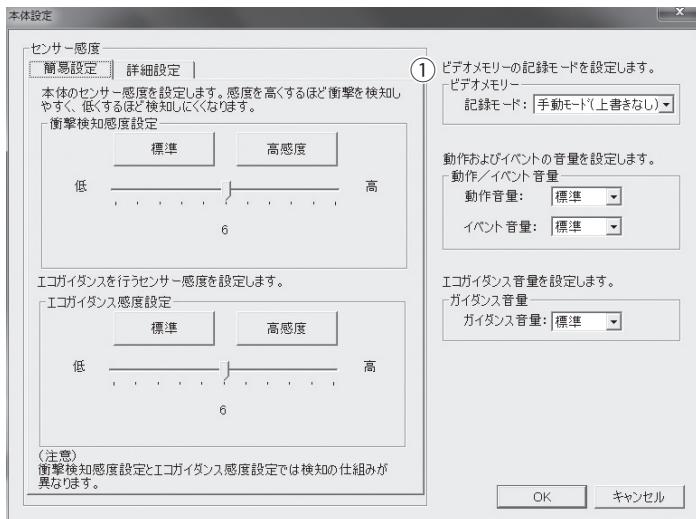 本体設定
センサー感度
簡易設定
詳細設定
本体のセンサー感度を設定します。感度を高くするほど衝撃を検知し
やすく、低くするほど検知しにくくなります。
衝撃検知感度設定
標準
高感度
低
高
6
エコガイダンスを行うセンサー感度を設定します。
エコガイダンス感度設定
標準
高感度
低
高
6
(注意)
衝撃検知感度設定とエコガイダンス感度設定では検知の仕組みが
異なります。
①
ビデオメモリーの記録モードを設定します。
ビデオメモリー
記録モード: 手動モード(上書きなし)
動作およびイベントの音量を設定します。
動作/イベント音量
動作音量: 標準
イベント音量: 標準
エコガイダンス音量を設定します。
ガイダンス音量
ガイダンス音量: 標準
OK
キャンセル